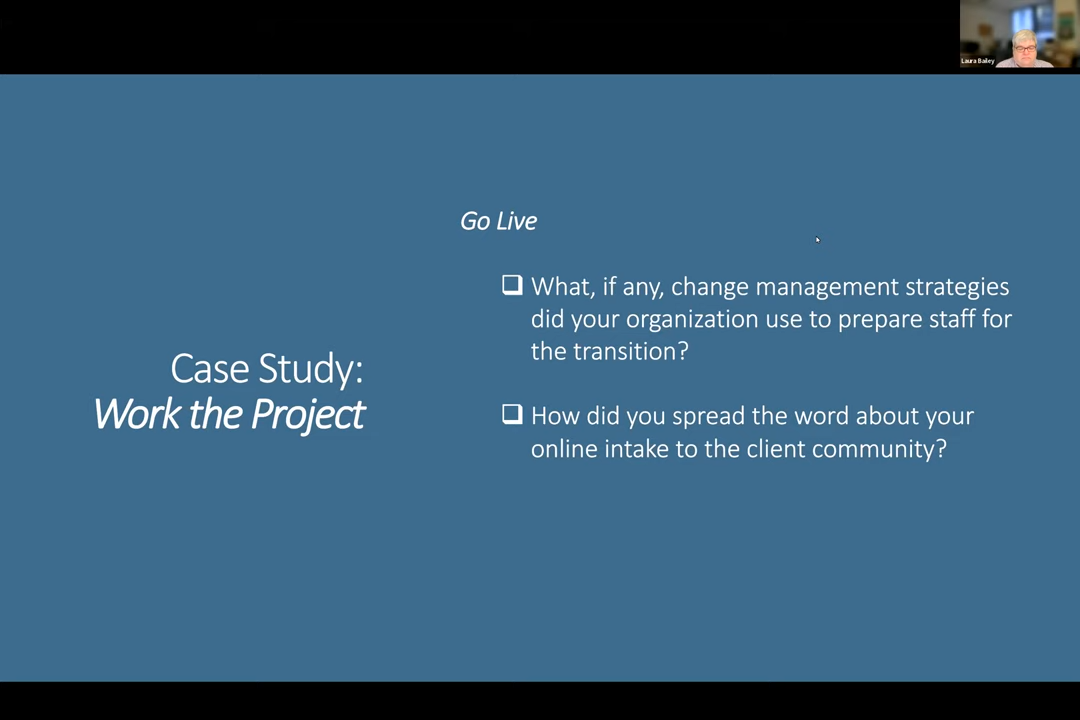 Laura Bailey
Go Live
What, if any, change management strategies
did your organization use to prepare staff for
the transition?
Case Study:
Work the Project
How did you spread the word about your
online intake to the client community?